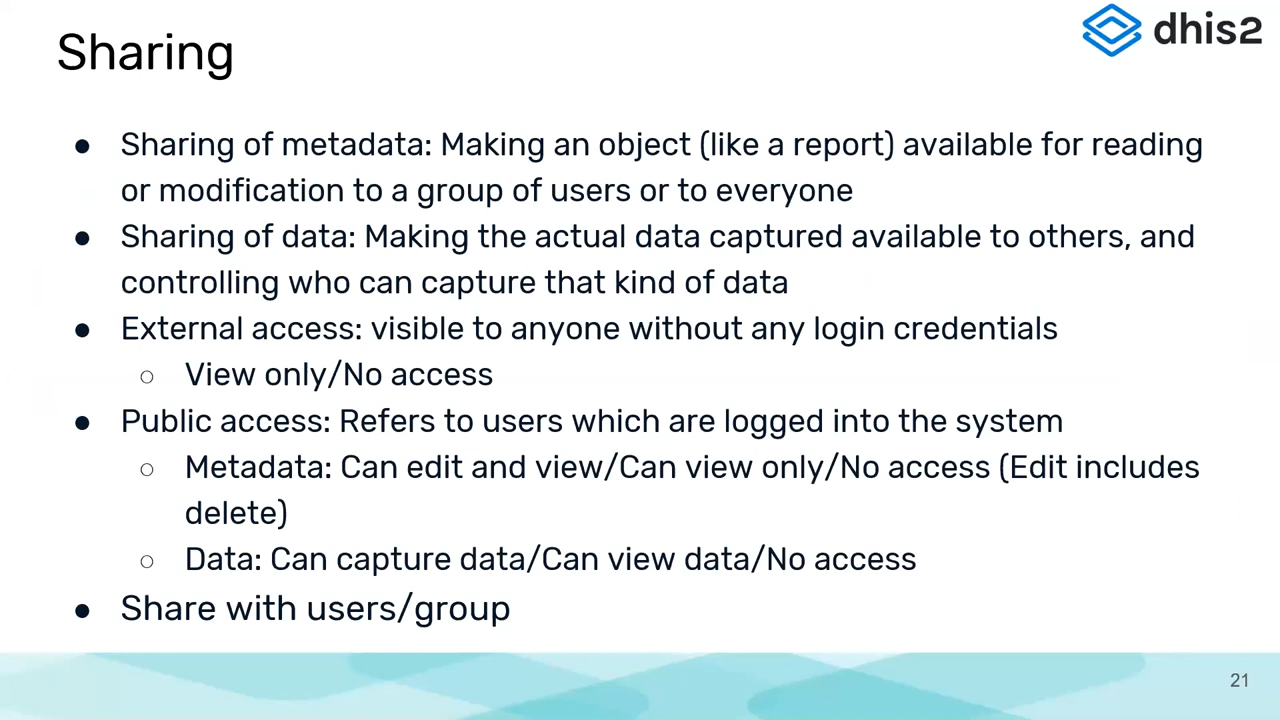 dhis2
Sharing
● Sharing of metadata: Making an object (like a report) available for reading
or modification to a group of users or to everyone
● Sharing of data: Making the actual data captured available to others, and
controlling who can capture that kind of data
● External access: visible to anyone without any login credentials
○ View only/No access
● Public access: Refers to users which are logged into the system
○ Metadata: Can edit and view/Can view only/No access (Edit includes
delete)
○ Data: Can capture data/Can view data/No access
● Share with users/group
21